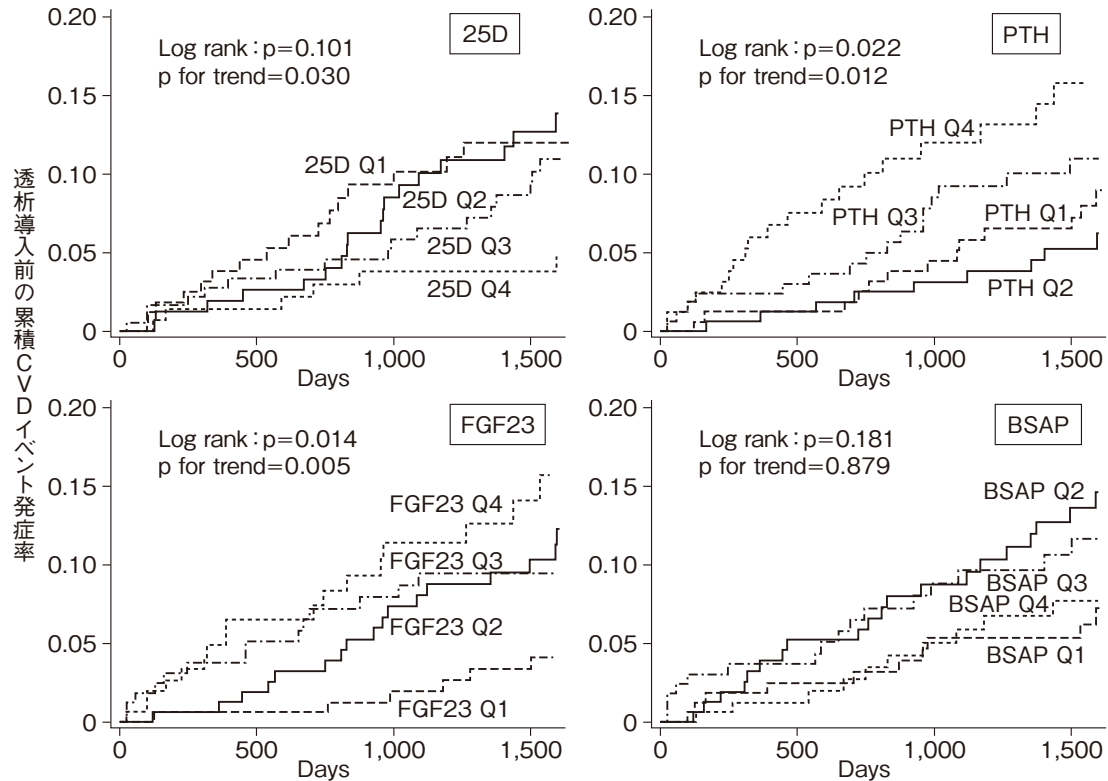 透析導入前の累積CVDイベント発症率
0.20
0.15
0.10
0.05
0
Log rank：p=0.101
p for trend=0.030
25D
25D Q1
25D Q2
25D Q3
25D Q4
0 500 1,000 1,500
Days
0.20
0.15
0.10
0.05
0
Log rank：p=0.022
p for trend=0.012
PTH
PTH Q4
PTH Q3
PTH Q1
PTH Q2
0 500 1,000 1,500
Days
0.20
0.15
0.10
0.05
0
Log rank：p=0.014
p for trend=0.005
FGF23
FGF23 Q4
FGF23 Q3
FGF23 Q2
FGF23 Q1
0 500 1,000 1,500
Days
0.20
0.15
0.10
0.05
0
Log rank：p=0.181
p for trend=0.879
BSAP
BSAP Q2
BSAP Q3
BSAP Q4
BSAP Q1
0 500 1,000 1,500
Days